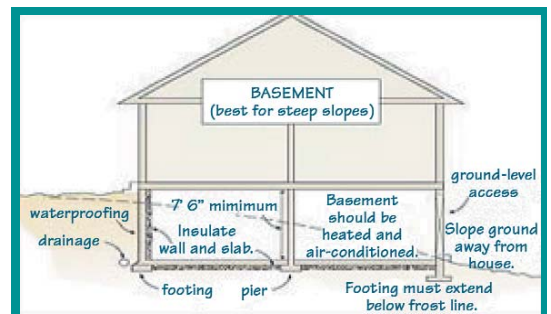 BASEMENT
(best for steep slopes)
ground-level
access
waterproofing
drainage
7' 6" mimimum
Insulate
wall and slab.
Basement
should be
heated and
air-conditioned.
Slope ground
away from
house.
footing
pier
Footing must extend
below frost line.